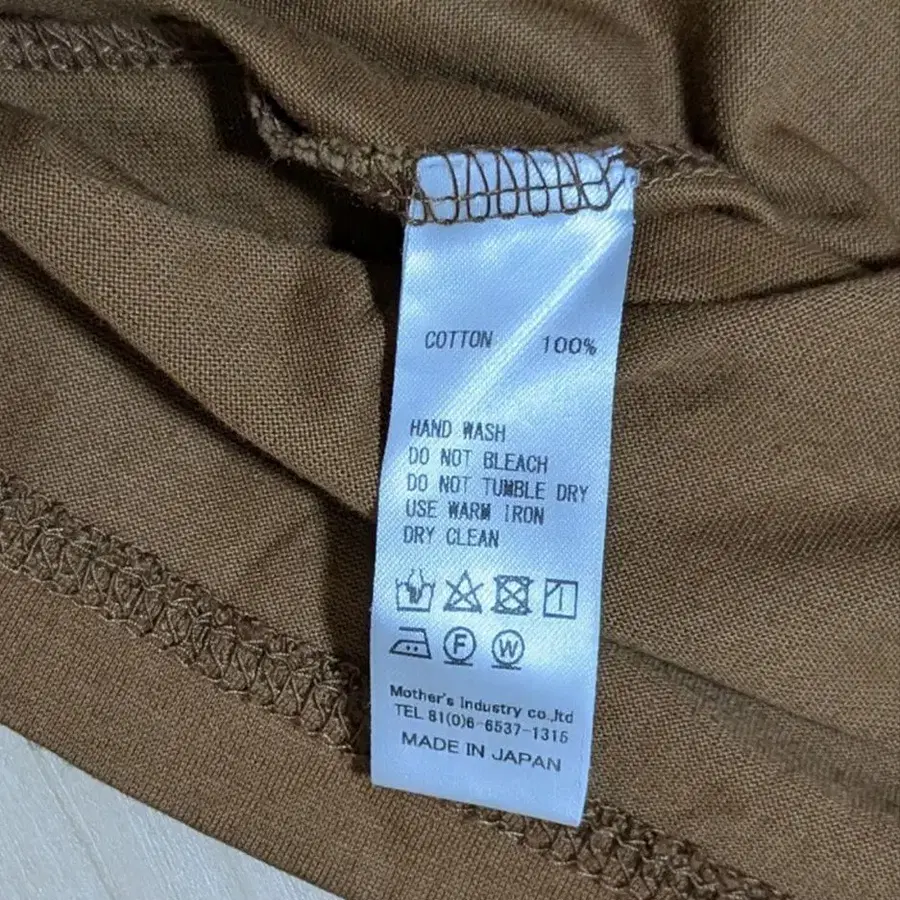 COTTON 100%
HAND WASH
DO NOT BLEACH
DO NOT TUMBLE DRY
USE WARM IRON
DRY CLEAN
F W
Mother's Industry co.,ltd
TEL 81(0)6-6537-1315
MADE IN JAPAN